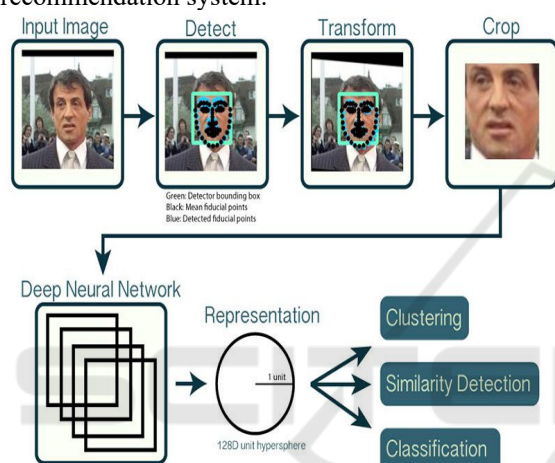 recommendation system.
Input Image
Detect
Transform
Crop
Green: Detector bounding box
Black: Mean fiducial points
Blue: Detected fiducial points
Deep Neural Network
Representation
1 unit
128D unit hypersphere
Clustering
Similarity Detection
Classification